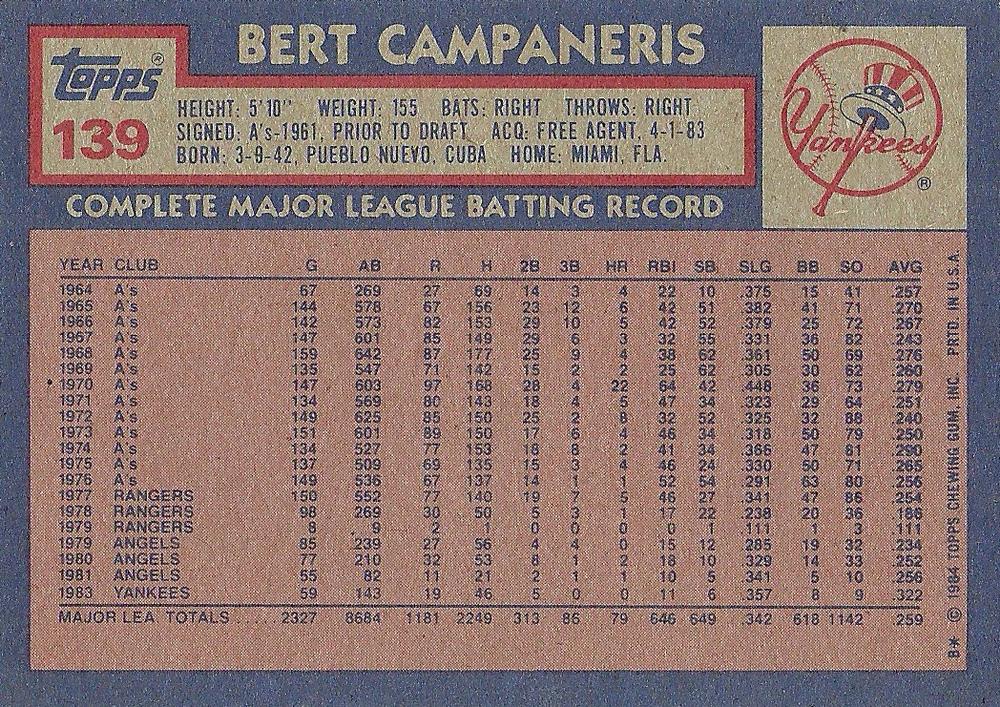 BERT CAMPANERIS
Topps®
139
HEIGHT: 5'10" WEIGHT: 155 BATS: RIGHT THROWS: RIGHT
SIGNED: A's-1961, PRIOR TO DRAFT ACQ: FREE AGENT, 4-1-83
BORN: 3-9-42, PUEBLO NUEVO, CUBA HOME: MIAMI, FLA.
Yankees ®
COMPLETE MAJOR LEAGUE BATTING RECORD
YEAR CLUB G AB R H 2B 3B HR RBI SB SLG BB SO AVG
1964 A's 67 269 27 69 14 3 4 22 10 .375 15 41 .257
1965 A's 144 578 67 156 23 12 6 42 51 .382 41 71 .270
1966 A's 142 573 82 153 29 10 5 42 52 .379 25 72 .267
1967 A's 147 601 85 149 29 6 3 32 55 .331 36 82 .243
1968 A's 159 642 87 177 25 9 4 38 62 .361 50 69 .276
1969 A's 135 547 71 142 15 2 2 25 62 .305 30 62 .260
1970 A's 147 603 97 168 28 4 22 64 42 .448 36 73 .279
1971 A's 134 569 80 143 18 4 5 47 34 .323 29 64 .251
1972 A's 149 625 85 150 25 2 8 32 52 .325 32 88 .240
1973 A's 151 601 89 150 17 6 4 46 34 .318 50 79 .250
1974 A's 134 527 77 153 18 8 2 41 34 .366 47 81 .290
1975 A's 137 509 69 135 15 3 4 46 24 .330 50 71 .265
1976 A's 149 536 67 137 14 1 1 52 54 .291 63 80 .256
1977 RANGERS 150 552 77 140 19 7 5 46 27 .341 47 86 .254
1978 RANGERS 98 269 30 50 5 3 1 17 22 .238 20 36 .186
1979 RANGERS 8 9 2 1 0 0 0 0 1 .111 1 3 .111
1979 ANGELS 85 239 27 56 4 4 0 15 12 .285 19 32 .234
1980 ANGELS 77 210 32 53 8 1 2 18 10 .329 14 33 .252
1981 ANGELS 55 82 11 21 2 1 1 10 5 .341 5 10 .256
1983 YANKEES 59 143 19 46 5 0 0 11 6 .357 8 9 .322
MAJOR LEA TOTALS . . . . . 2327 8684 1181 2249 313 86 79 646 649 .342 618 1142 .259
B* © 1984 TOPPS CHEWING GUM, INC. PRTD. IN U.S.A.